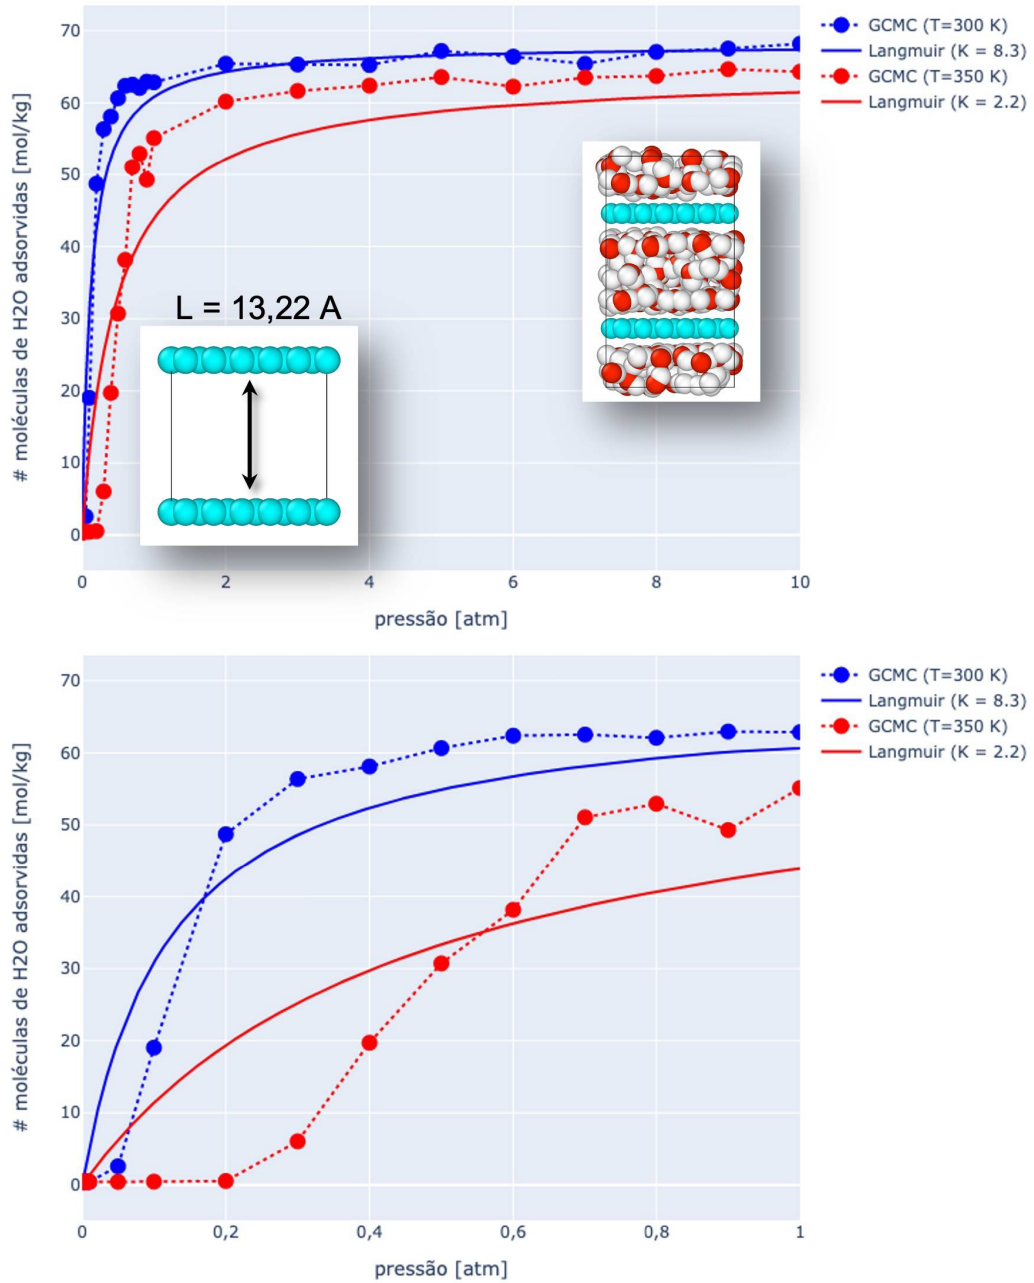 70
60
50
40
30
20
10
0
# moléculas de H2O adsorvidas [mol/kg]
0 2 4 6 8 10
pressão [atm]
GCMC (T=300 K)
Langmuir (K = 8.3)
GCMC (T=350 K)
Langmuir (K = 2.2)
L = 13,22 A
70
60
50
40
30
20
10
0
# moléculas de H2O adsorvidas [mol/kg]
0 0,2 0,4 0,6 0,8 1
pressão [atm]
GCMC (T=300 K)
Langmuir (K = 8.3)
GCMC (T=350 K)
Langmuir (K = 2.2)